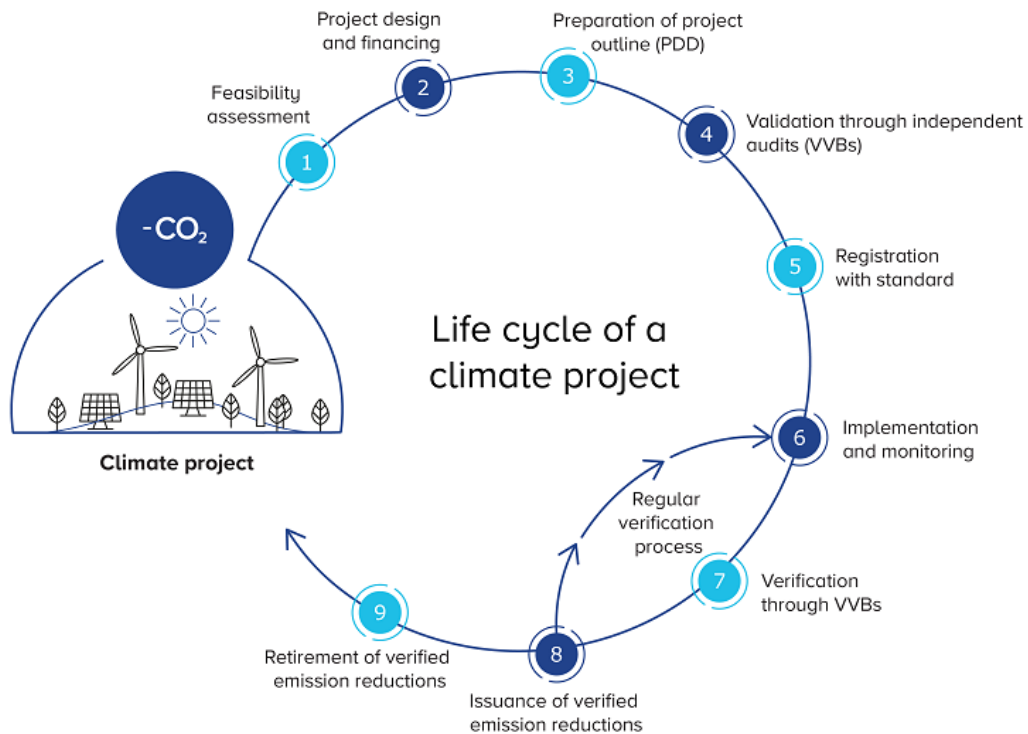 Project design
and financing
2
Preparation of project
outline (PDD)
3
Feasibility
assessment
1
4
Validation through independent
audits (VVBs)
-CO₂
5
Registration
with standard
Life cycle of a
climate project
6
Implementation
and monitoring
Climate project
Regular
verification
process
7
Verification
through VVBs
9
Retirement of verified
emission reductions
8
Issuance of verified
emission reductions